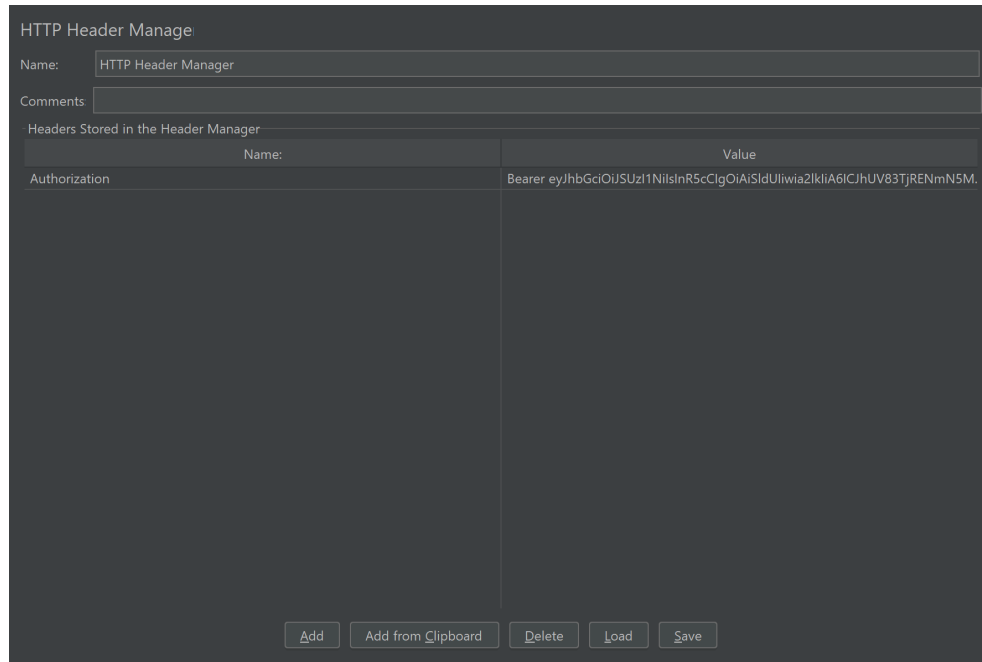 HTTP Header Manage
Name: HTTP Header Manager
Comments:
Headers Stored in the Header Manager
Name: Value
Authorization Bearer eyJhbGciOiJSUzI1NiIsInR5cCIgOiAiSldUIiwia2lkIiA6ICJhUV83TjRENmN5M.
Add Add from Clipboard Delete Load Save